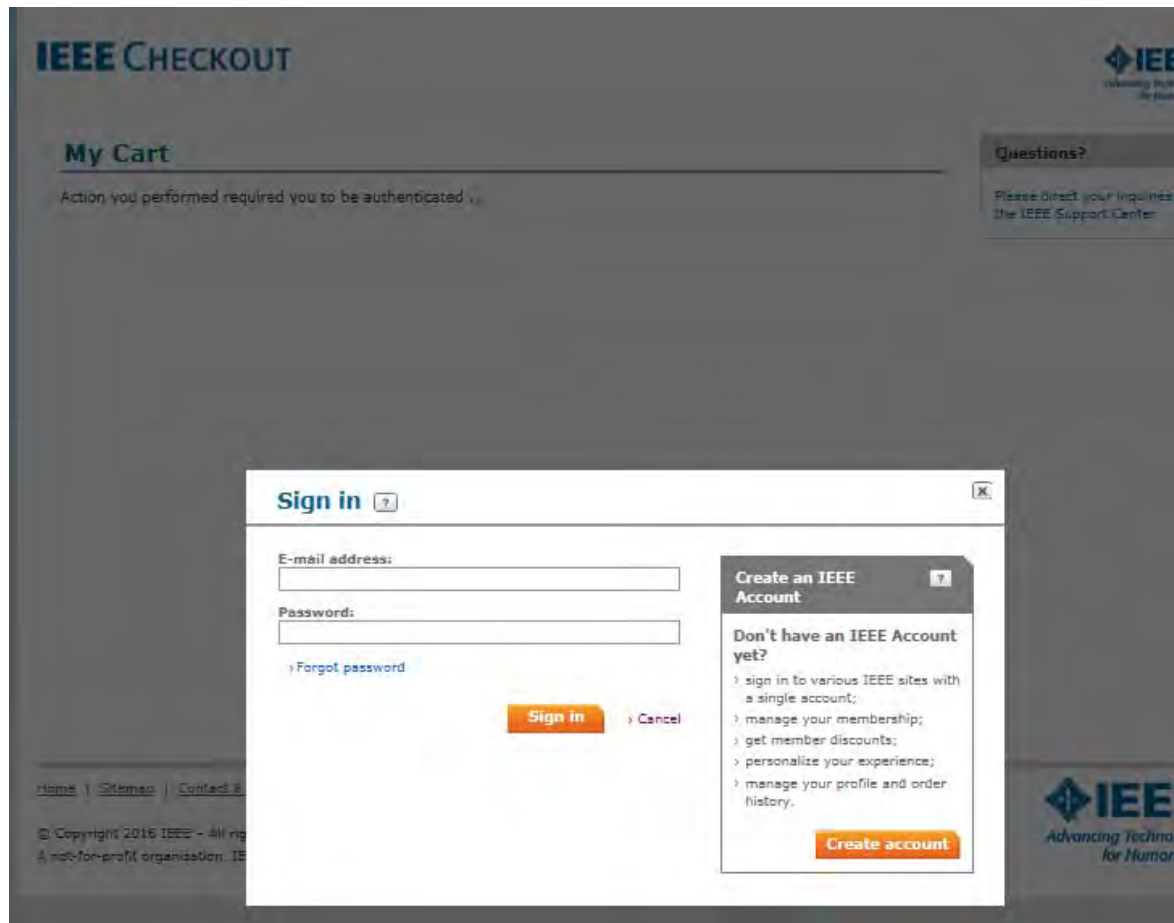 IEEE CHECKOUT
My Cart
Action you performed required you to be authenticated ...
Questions?
Please direct your inquiries
the IEEE Support Center
Sign in ?
E-mail address:
Password:
› Forgot password
Sign in › Cancel
Create an IEEE
Account
?
Don't have an IEEE Account
yet?
› sign in to various IEEE sites with
a single account;
› manage your membership;
› get member discounts;
› personalize your experience;
› manage your profile and order
history.
Create account
Home | Sitemap | Contact &
© Copyright 2016 IEEE – All
A not-for-profit organization,
Advancing
for